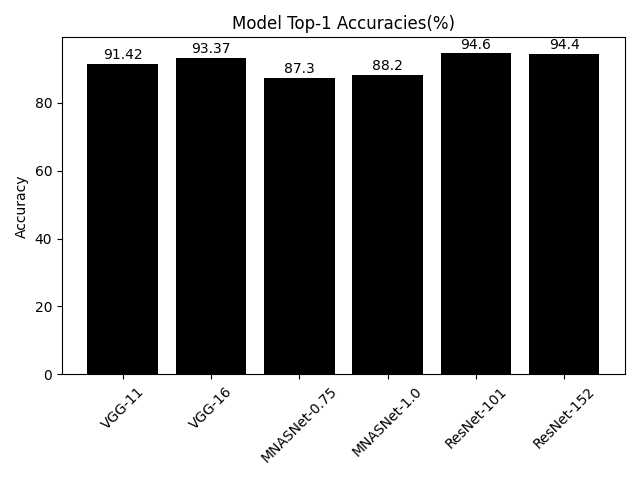 Model Top-1 Accuracies(%)
91.42
93.37
87.3
88.2
94.6
94.4
Accuracy
80
60
40
20
0
VGG-11
VGG-16
MNASNet-0.75
MNASNet-1.0
ResNet-101
ResNet-152